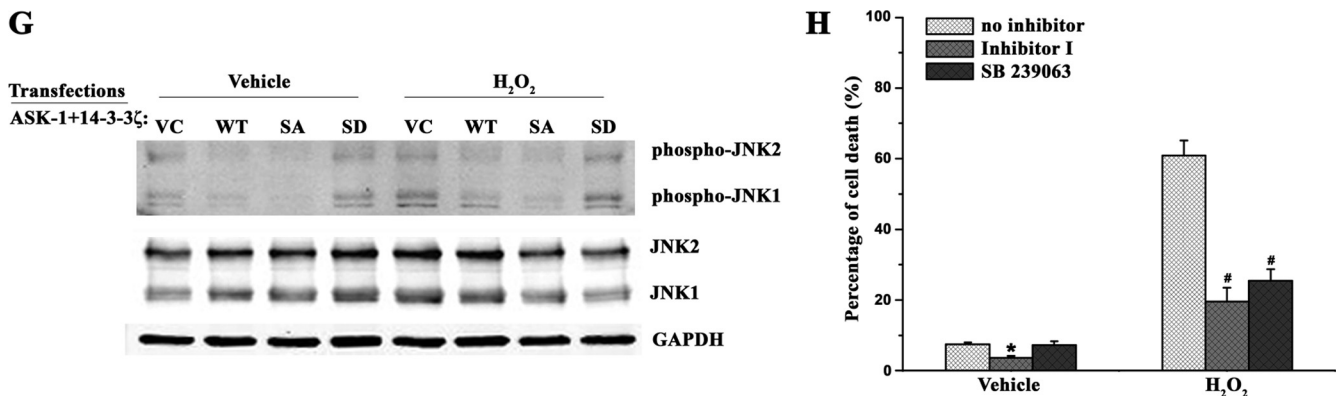 G
Transfections
Vehicle
H₂O₂
ASK-1+14-3-3ζ:
VC WT SA SD VC WT SA SD
phospho-JNK2
phospho-JNK1
JNK2
JNK1
GAPDH
H
Percentage of cell death (%)
100
80
60
40
20
0
no inhibitor
Inhibitor I
SB 239063
*
#
#
Vehicle
H₂O₂